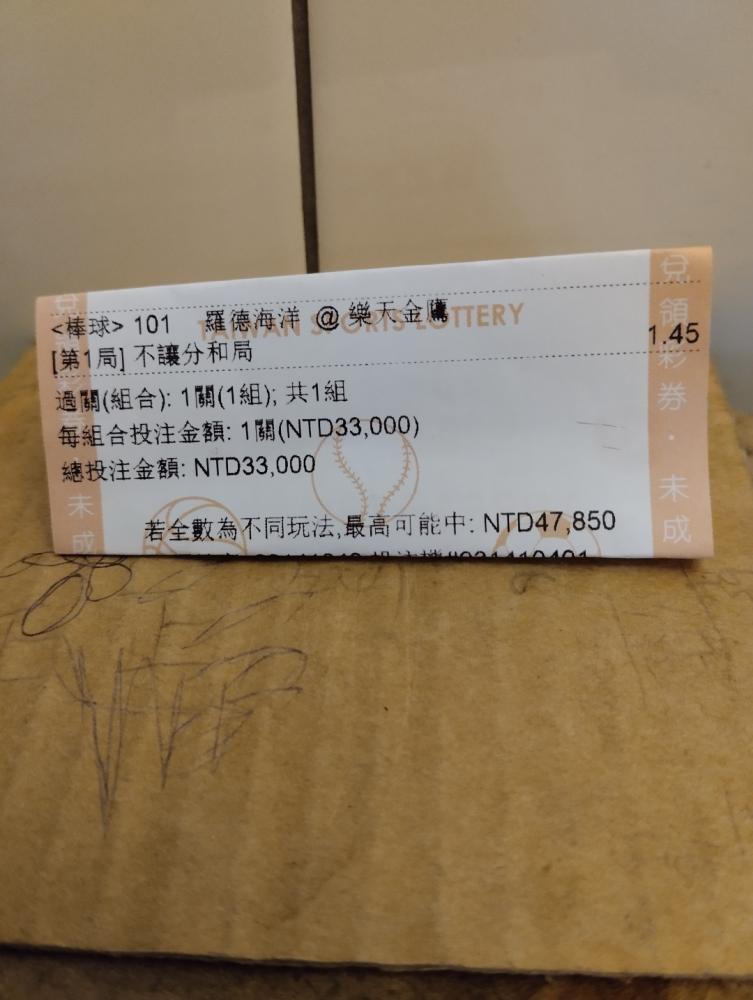 <棒球> 101 羅德海洋 @ 樂天金鷹
TAIWAN SPORTS LOTTERY
[第1局] 不讓分和局 1.45
過關(組合): 1關(1組); 共1組
每組合投注金額: 1關(NTD33,000)
總投注金額: NTD33,000
若全數為不同玩法,最高可能中: NTD47,850
兌領彩券・未成
未成